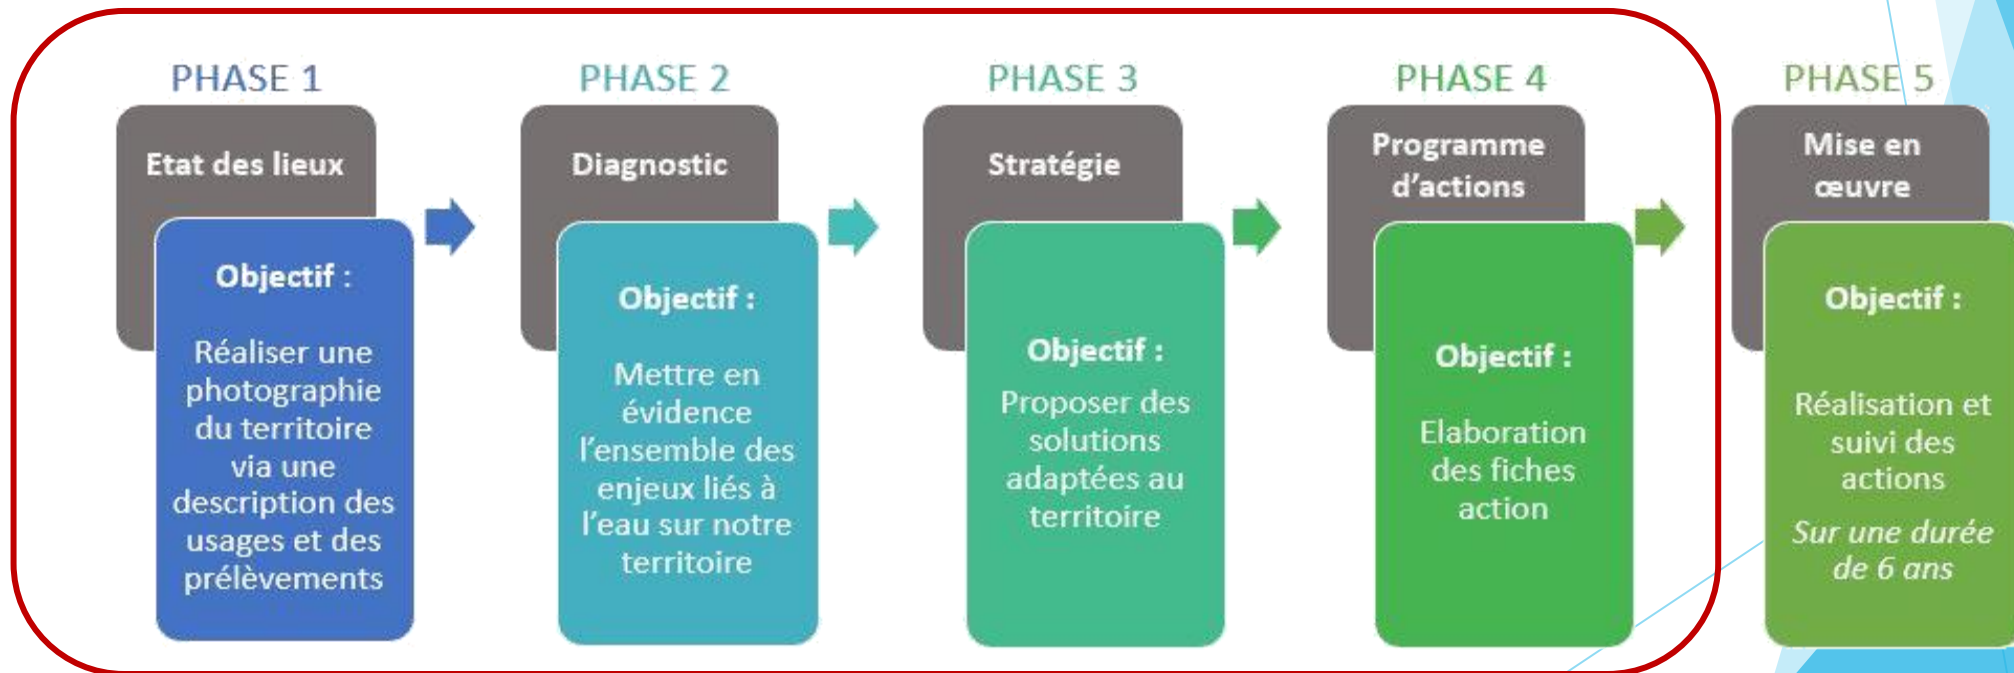 PHASE 1
Etat des lieux
Objectif :
Réaliser une
photographie
du territoire
via une
description des
usages et des
prélèvements
PHASE 2
Diagnostic
Objectif :
Mettre en
évidence
l'ensemble des
enjeux liés à
l'eau sur notre
territoire
PHASE 3
Stratégie
Objectif :
Proposer des
solutions
adaptées au
territoire
PHASE 4
Programme
d'actions
Objectif :
Elaboration
des fiches
action
PHASE 5
Mise en
œuvre
Objectif :
Réalisation et
suivi des
actions
Sur une durée
de 6 ans